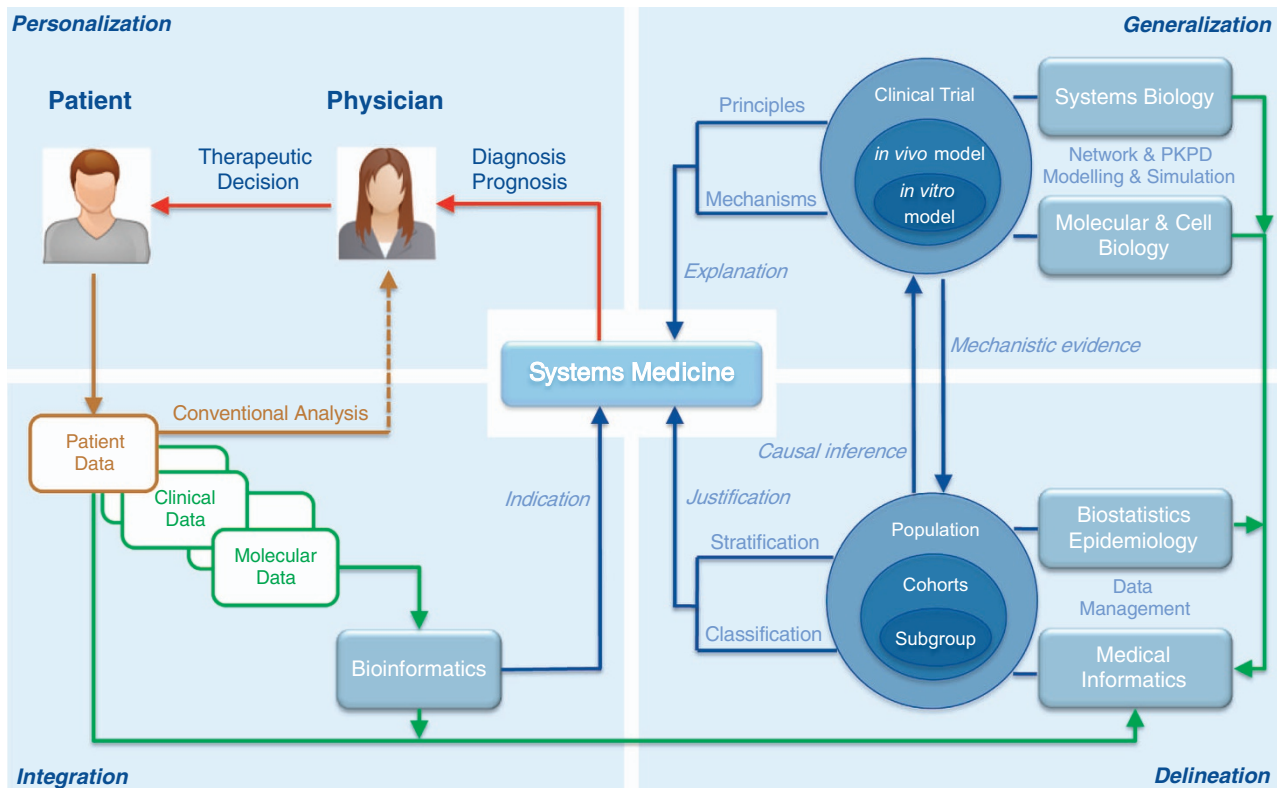 Personalization
Patient
Physician
Therapeutic
Decision
Diagnosis
Prognosis
Generalization
Principles
Mechanisms
Explanation
Clinical Trial
in vivo model
in vitro
model
Systems Biology
Network & PKPD
Modelling & Simulation
Molecular & Cell
Biology
Mechanistic evidence
Systems Medicine
Conventional Analysis
Patient
Data
Clinical
Data
Molecular
Data
Bioinformatics
Indication
Integration
Causal inference
Justification
Stratification
Classification
Population
Cohorts
Subgroup
Biostatistics
Epidemiology
Data
Management
Medical
Informatics
Delineation